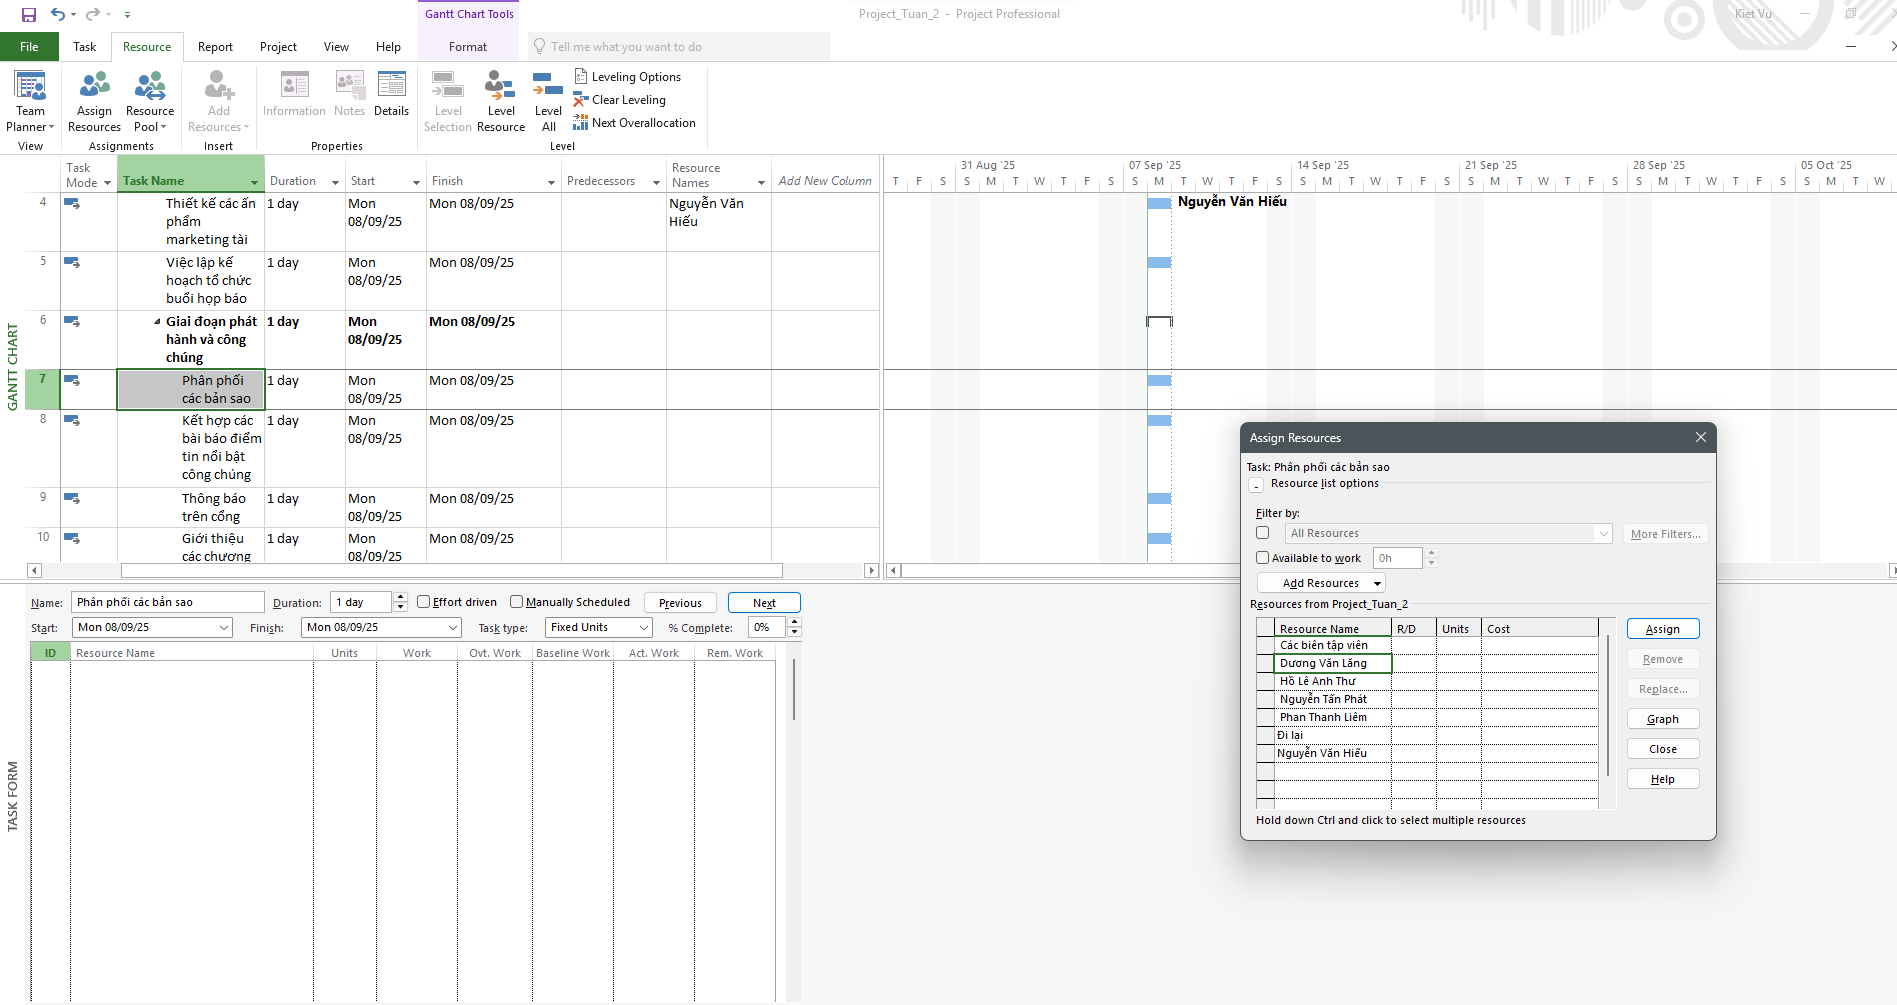 Gantt Chart Tools
Project_Tuan_2 - Project Professional
Kiet Vu
File
Task
Resource
Report
Project
View
Help
Format
Tell me what you want to do
Team Planner
Assign Resources
Resource Pool
Add Resources
Information
Notes
Details
Level Selection
Level Resource
Level All
Leveling Options
Clear Leveling
Next Overallocation
View
Assignments
Insert
Properties
Level
Task Mode
Task Name
Duration
Start
Finish
Predecessors
Resource Names
Add New Column
31 Aug '25
07 Sep '25
14 Sep '25
21 Sep '25
28 Sep '25
05 Oct '25
T F S S M T W T F S S M T W T F S S M T W T F S S M T W T F S S M T W T F S S M T W
GANTT CHART
4 Thiết kế các ấn phẩm marketing tài 1 day Mon 08/09/25 Mon 08/09/25 Nguyễn Văn Hiếu
Nguyễn Văn Hiếu
5 Việc lập kế hoạch tổ chức buổi họp báo 1 day Mon 08/09/25 Mon 08/09/25
6 Giai đoạn phát hành và công chúng 1 day Mon 08/09/25 Mon 08/09/25
7 Phân phối các bản sao 1 day Mon 08/09/25 Mon 08/09/25
8 Kết hợp các bài báo điểm tin nổi bật công chúng 1 day Mon 08/09/25 Mon 08/09/25
9 Thông báo trên cổng 1 day Mon 08/09/25 Mon 08/09/25
10 Giới thiệu các chương 1 day Mon 08/09/25 Mon 08/09/25
TASK FORM
Name: Phân phối các bản sao
Duration: 1 day
Effort driven
Manually Scheduled
Previous
Next
Start: Mon 08/09/25
Finish: Mon 08/09/25
Task type: Fixed Units
% Complete: 0%
ID
Resource Name
Units
Work
Ovt. Work
Baseline Work
Act. Work
Rem. Work
Assign Resources
Task: Phân phối các bản sao
- Resource list options
Filter by:
All Resources
More Filters...
Available to work
0h
Add Resources
Resources from Project_Tuan_2
Resource Name
R/D
Units
Cost
Các biên tập viên
Dương Văn Lăng
Hồ Lê Anh Thư
Nguyễn Tấn Phát
Phan Thanh Liêm
Đi lại
Nguyễn Văn Hiếu
Assign
Remove
Replace...
Graph
Close
Help
Hold down Ctrl and click to select multiple resources